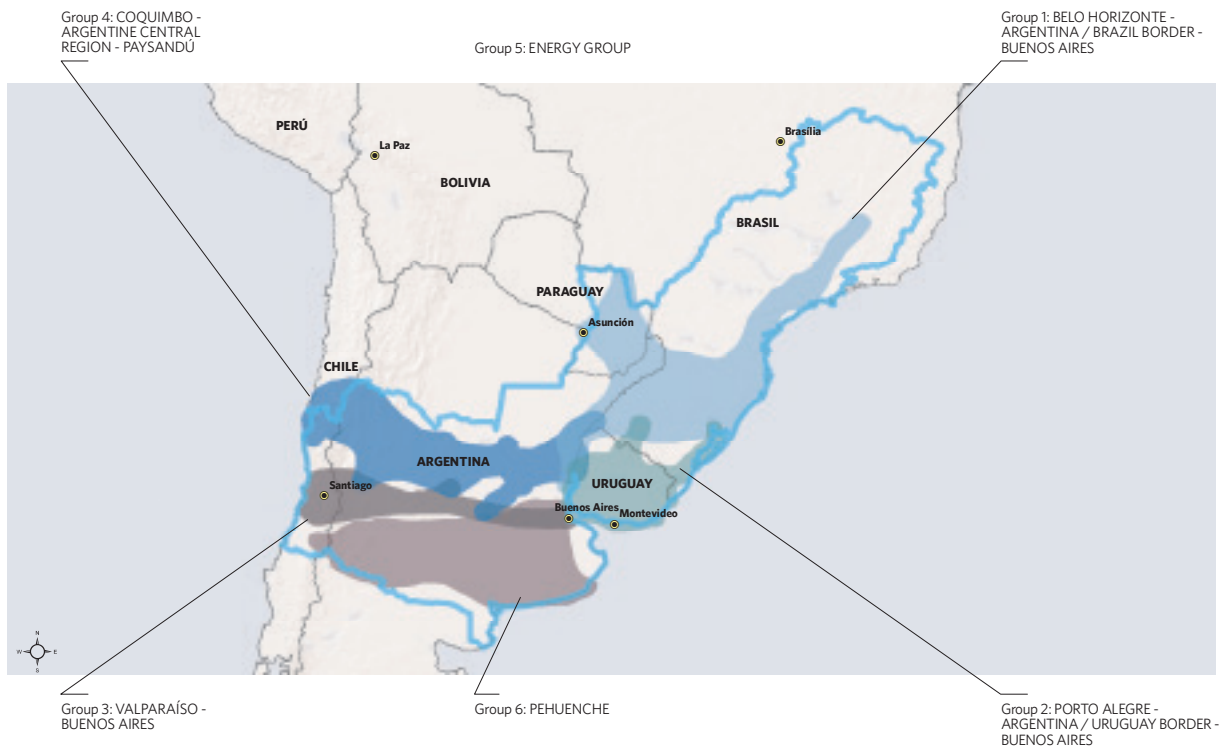 Group 4: COQUIMBO -
ARGENTINE CENTRAL
REGION - PAYSANDÚ
Group 5: ENERGY GROUP
Group 1: BELO HORIZONTE -
ARGENTINA / BRAZIL BORDER -
BUENOS AIRES
PERÚ
La Paz
BOLIVIA
Brasília
BRASIL
PARAGUAY
Asunción
CHILE
ARGENTINA
Santiago
URUGUAY
Buenos Aires
Montevideo
N
W
E
S
Group 3: VALPARAÍSO -
BUENOS AIRES
Group 6: PEHUENCHE
Group 2: PORTO ALEGRE -
ARGENTINA / URUGUAY BORDER -
BUENOS AIRES